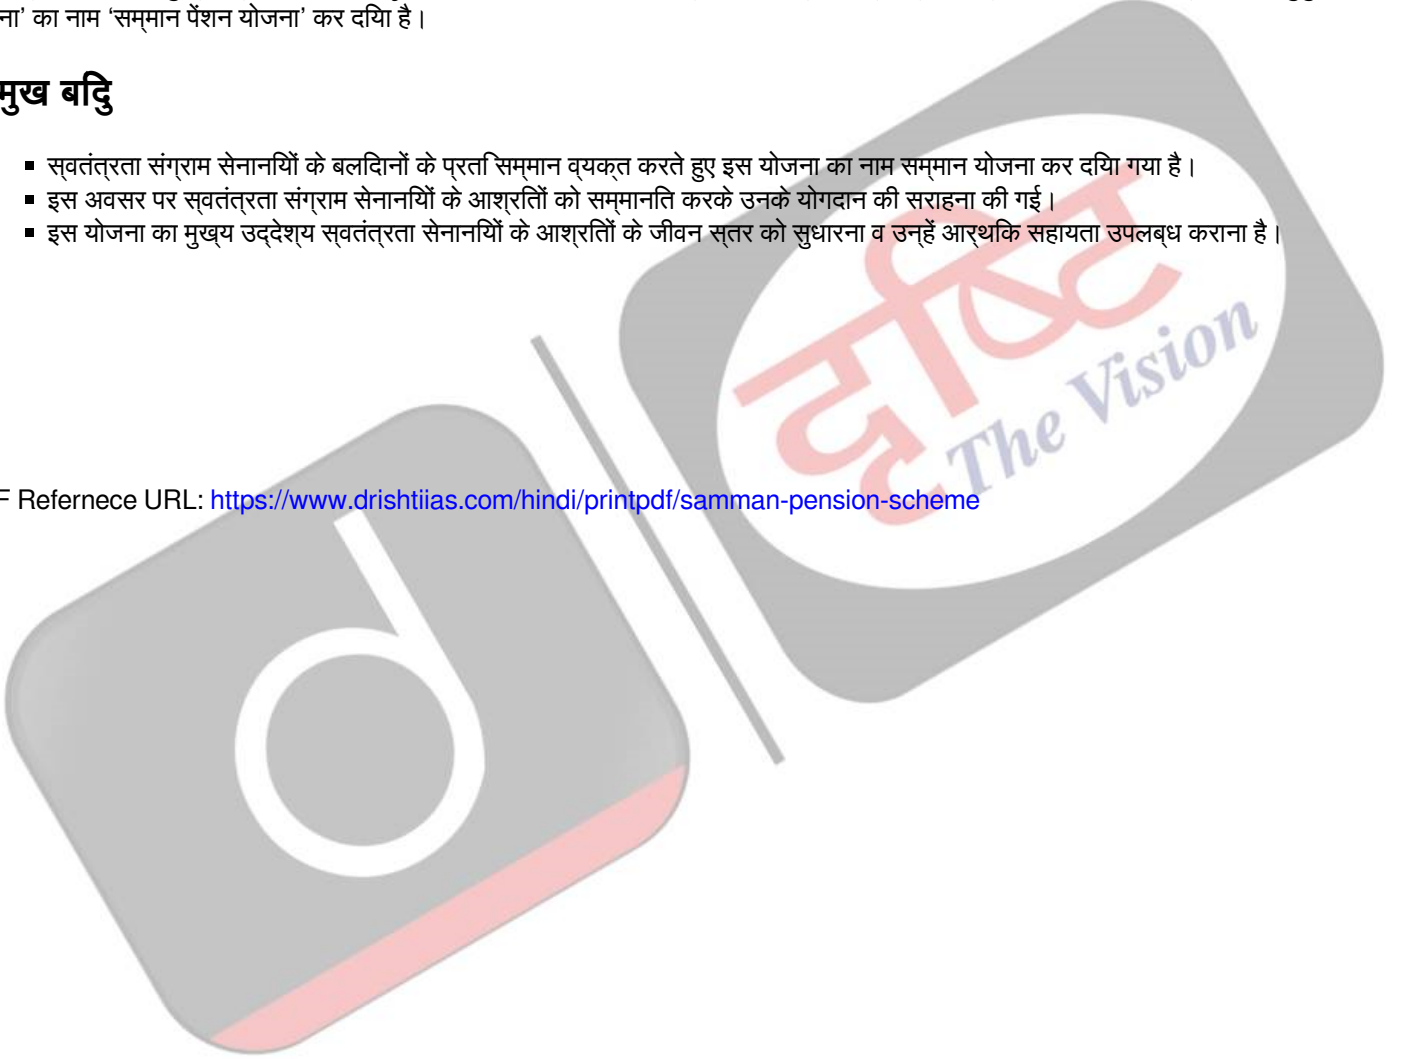 ना’ का नाम ‘सम्मान पेंशन योजना’ कर दिया है।
मुख बिंदु
स्वतंत्रता संग्राम सेनानियों के बलिदानों के प्रति सम्मान व्यक्त करते हुए इस योजना का नाम सम्मान योजना कर दिया गया है।
इस अवसर पर स्वतंत्रता संग्राम सेनानियों के आश्रितों को सम्मानित करके उनके योगदान की सराहना की गई।
इस योजना का मुख्य उद्देश्य स्वतंत्रता सेनानियों के आश्रितों के जीवन स्तर को सुधारना व उन्हें आर्थिक सहायता उपलब्ध कराना है।
दृष्टि
The Vision
F Refernece URL: https://www.drishtiias.com/hindi/printpdf/samman-pension-scheme
d